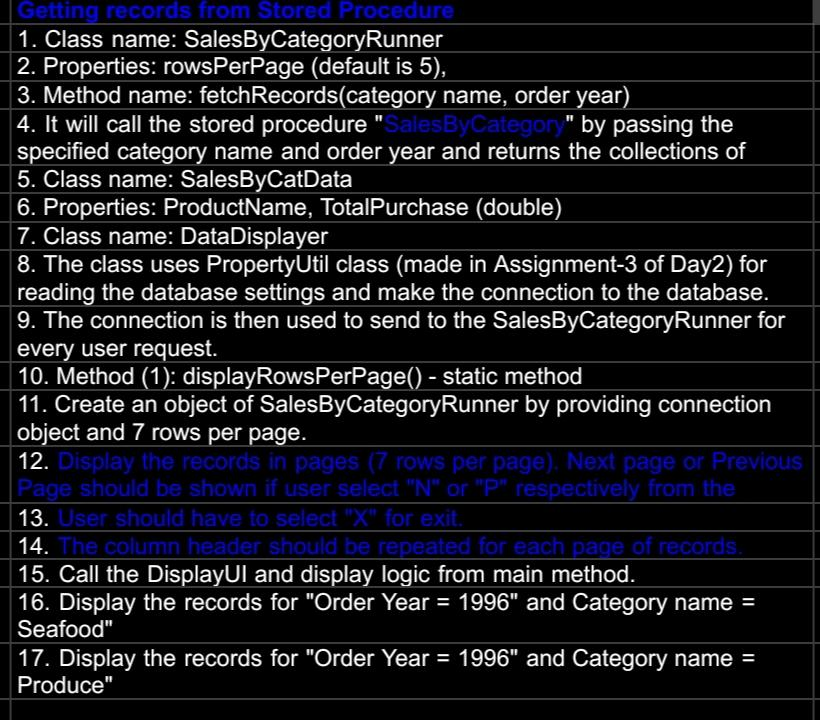 Getting records from Stored Procedure
1. Class name: SalesByCategoryRunner
2. Properties: rowsPerPage (default is 5),
3. Method name: fetchRecords(category name, order year)
4. It will call the stored procedure "SalesByCategory" by passing the
specified category name and order year and returns the collections of
5. Class name: SalesByCatData
6. Properties: ProductName, TotalPurchase (double)
7. Class name: DataDisplayer
8. The class uses PropertyUtil class (made in Assignment-3 of Day2) for
reading the database settings and make the connection to the database.
9. The connection is then used to send to the SalesByCategoryRunner for
every user request.
10. Method (1): displayRowsPerPage() - static method
11. Create an object of SalesByCategoryRunner by providing connection
object and 7 rows per page.
12. Display the records in pages (7 rows per page). Next page or Previous
Page should be shown if user select "N" or "P" respectively from the
13. User should have to select "X" for exit.
14. The column header should be repeated for each page of records.
15. Call the DisplayUI and display logic from main method.
16. Display the records for "Order Year = 1996" and Category name =
Seafood"
17. Display the records for "Order Year = 1996" and Category name =
Produce"